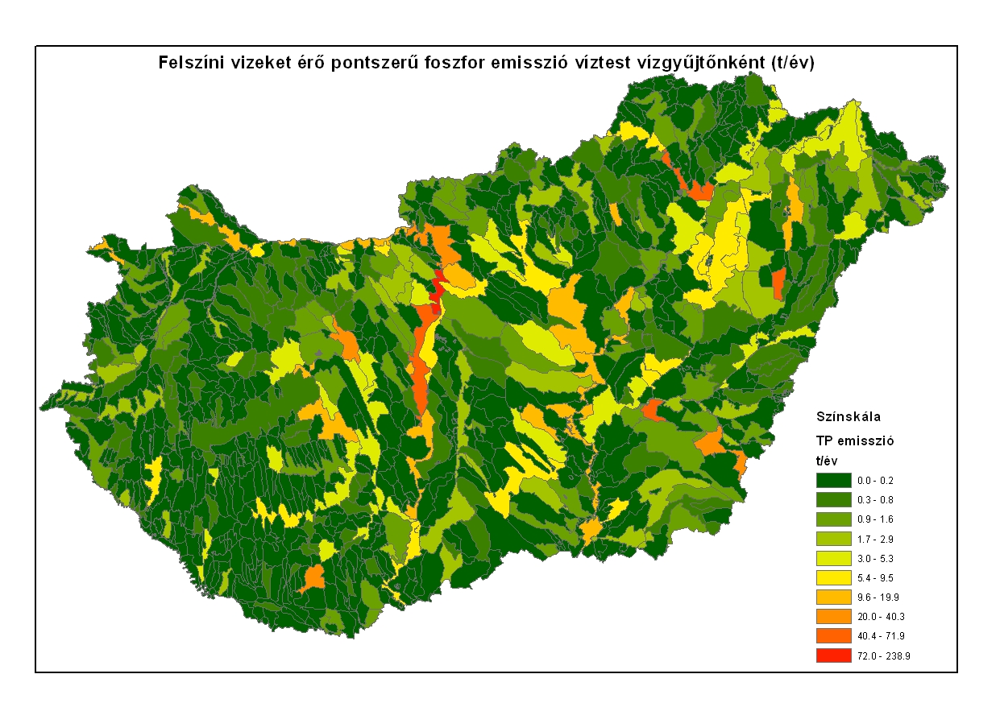 Felszíni vizeket érő pontszerű foszfor emisszió víztest vízgyűjtőnként (t/év)
Színskála
TP emisszió
t/év
0.0 - 0.2
0.3 - 0.8
0.9 - 1.6
1.7 - 2.9
3.0 - 5.3
5.4 - 9.5
9.6 - 19.9
20.0 - 40.3
40.4 - 71.9
72.0 - 238.9